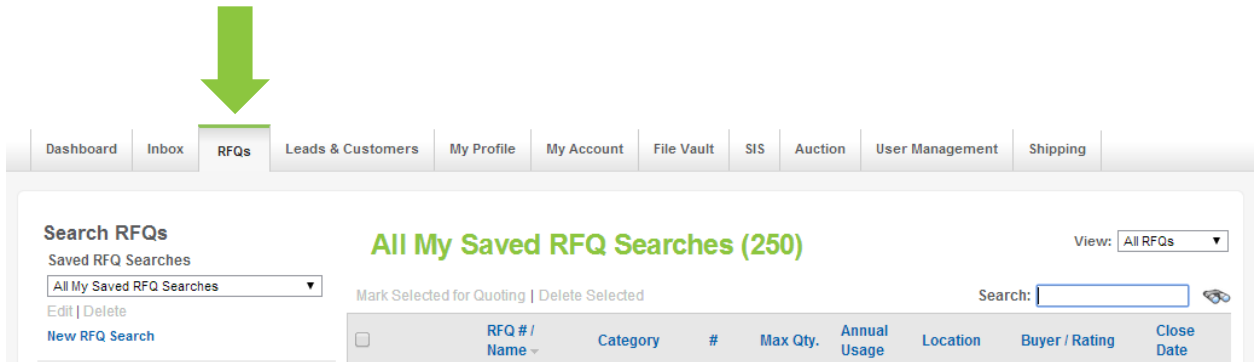 Dashboard Inbox RFQs Leads & Customers My Profile My Account File Vault SIS Auction User Management Shipping
Search RFQs
Saved RFQ Searches
All My Saved RFQ Searches
Edit | Delete
New RFQ Search
All My Saved RFQ Searches (250)
View: All RFQs
Mark Selected for Quoting | Delete Selected
Search:
RFQ # / Name
Category
#
Max Qty.
Annual Usage
Location
Buyer / Rating
Close Date